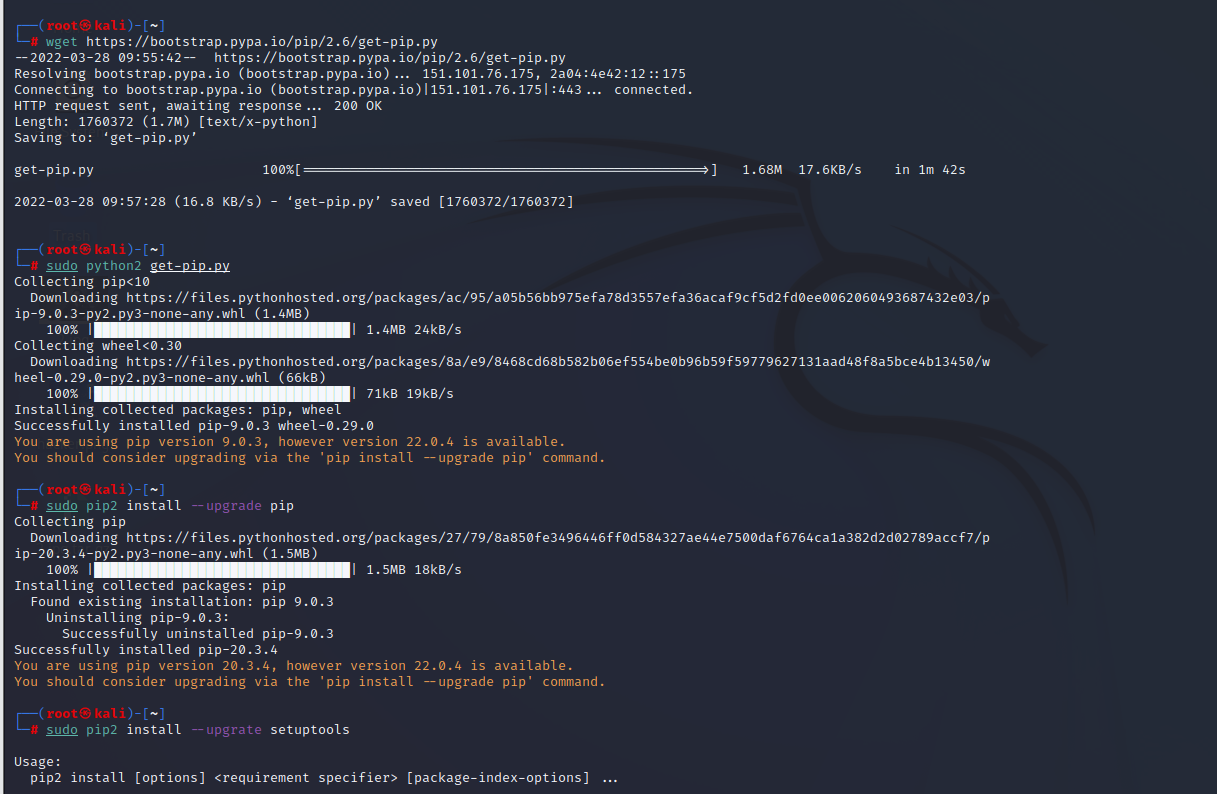 ┌──(root㉿kali)-[~]
└─# wget https://bootstrap.pypa.io/pip/2.6/get-pip.py
--2022-03-28 09:55:42--  https://bootstrap.pypa.io/pip/2.6/get-pip.py
Resolving bootstrap.pypa.io (bootstrap.pypa.io)... 151.101.76.175, 2a04:4e42:12::175
Connecting to bootstrap.pypa.io (bootstrap.pypa.io)|151.101.76.175|:443... connected.
HTTP request sent, awaiting response... 200 OK
Length: 1760372 (1.7M) [text/x-python]
Saving to: ‘get-pip.py’
get-pip.py 100%[===================================================>] 1.68M 17.6KB/s in 1m 42s
2022-03-28 09:57:28 (16.8 KB/s) - ‘get-pip.py’ saved [1760372/1760372]
Trash
┌──(root㉿kali)-[~]
└─# sudo python2 get-pip.py
Collecting pip<10
  Downloading https://files.pythonhosted.org/packages/ac/95/a05b56bb975efa78d3557efa36acaf9cf5d2fd0ee0062060493687432e03/p
ip-9.0.3-py2.py3-none-any.whl (1.4MB)
    100% |████████████████████████████████| 1.4MB 24kB/s
Collecting wheel<0.30
  Downloading https://files.pythonhosted.org/packages/8a/e9/8468cd68b582b06ef554be0b96b59f59779627131aad48f8a5bce4b13450/w
heel-0.29.0-py2.py3-none-any.whl (66kB)
    100% |████████████████████████████████| 71kB 19kB/s
Installing collected packages: pip, wheel
Successfully installed pip-9.0.3 wheel-0.29.0
You are using pip version 9.0.3, however version 22.0.4 is available.
You should consider upgrading via the 'pip install --upgrade pip' command.
┌──(root㉿kali)-[~]
└─# sudo pip2 install --upgrade pip
Collecting pip
  Downloading https://files.pythonhosted.org/packages/27/79/8a850fe3496446ff0d584327ae44e7500daf6764ca1a382d2d02789accf7/p
ip-20.3.4-py2.py3-none-any.whl (1.5MB)
    100% |████████████████████████████████| 1.5MB 18kB/s
Installing collected packages: pip
  Found existing installation: pip 9.0.3
    Uninstalling pip-9.0.3:
      Successfully uninstalled pip-9.0.3
Successfully installed pip-20.3.4
You are using pip version 20.3.4, however version 22.0.4 is available.
You should consider upgrading via the 'pip install --upgrade pip' command.
┌──(root㉿kali)-[~]
└─# sudo pip2 install --upgrate setuptools
Usage:
  pip2 install [options] <requirement specifier> [package-index-options] ...